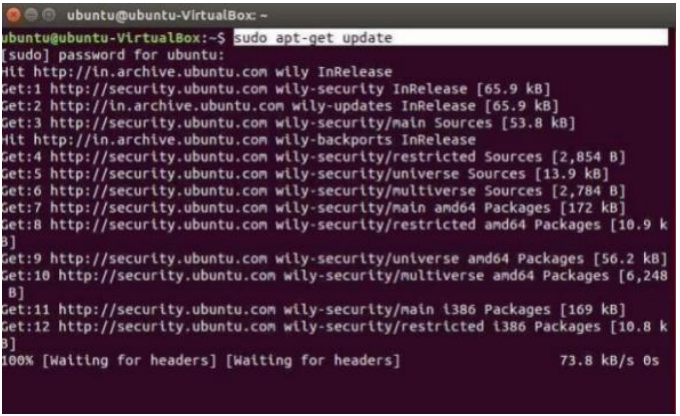 ubuntu@ubuntu-VirtualBox: ~
ubuntu@ubuntu-VirtualBox:~$ sudo apt-get update
[sudo] password for ubuntu:
Hit http://in.archive.ubuntu.com wily InRelease
Get:1 http://security.ubuntu.com wily-security InRelease [65.9 kB]
Get:2 http://in.archive.ubuntu.com wily-updates InRelease [65.9 kB]
Get:3 http://security.ubuntu.com wily-security/main Sources [53.8 kB]
Hit http://in.archive.ubuntu.com wily-backports InRelease
Get:4 http://security.ubuntu.com wily-security/restricted Sources [2,854 B]
Get:5 http://security.ubuntu.com wily-security/universe Sources [13.9 kB]
Get:6 http://security.ubuntu.com wily-security/multiverse Sources [2,784 B]
Get:7 http://security.ubuntu.com wily-security/main amd64 Packages [172 kB]
Get:8 http://security.ubuntu.com wily-security/restricted amd64 Packages [10.9 k
B]
Get:9 http://security.ubuntu.com wily-security/universe amd64 Packages [56.2 kB]
Get:10 http://security.ubuntu.com wily-security/multiverse amd64 Packages [6,248
 B]
Get:11 http://security.ubuntu.com wily-security/main i386 Packages [169 kB]
Get:12 http://security.ubuntu.com wily-security/restricted i386 Packages [10.8 k
B]
100% [Waiting for headers] [Waiting for headers] 73.8 kB/s 0s